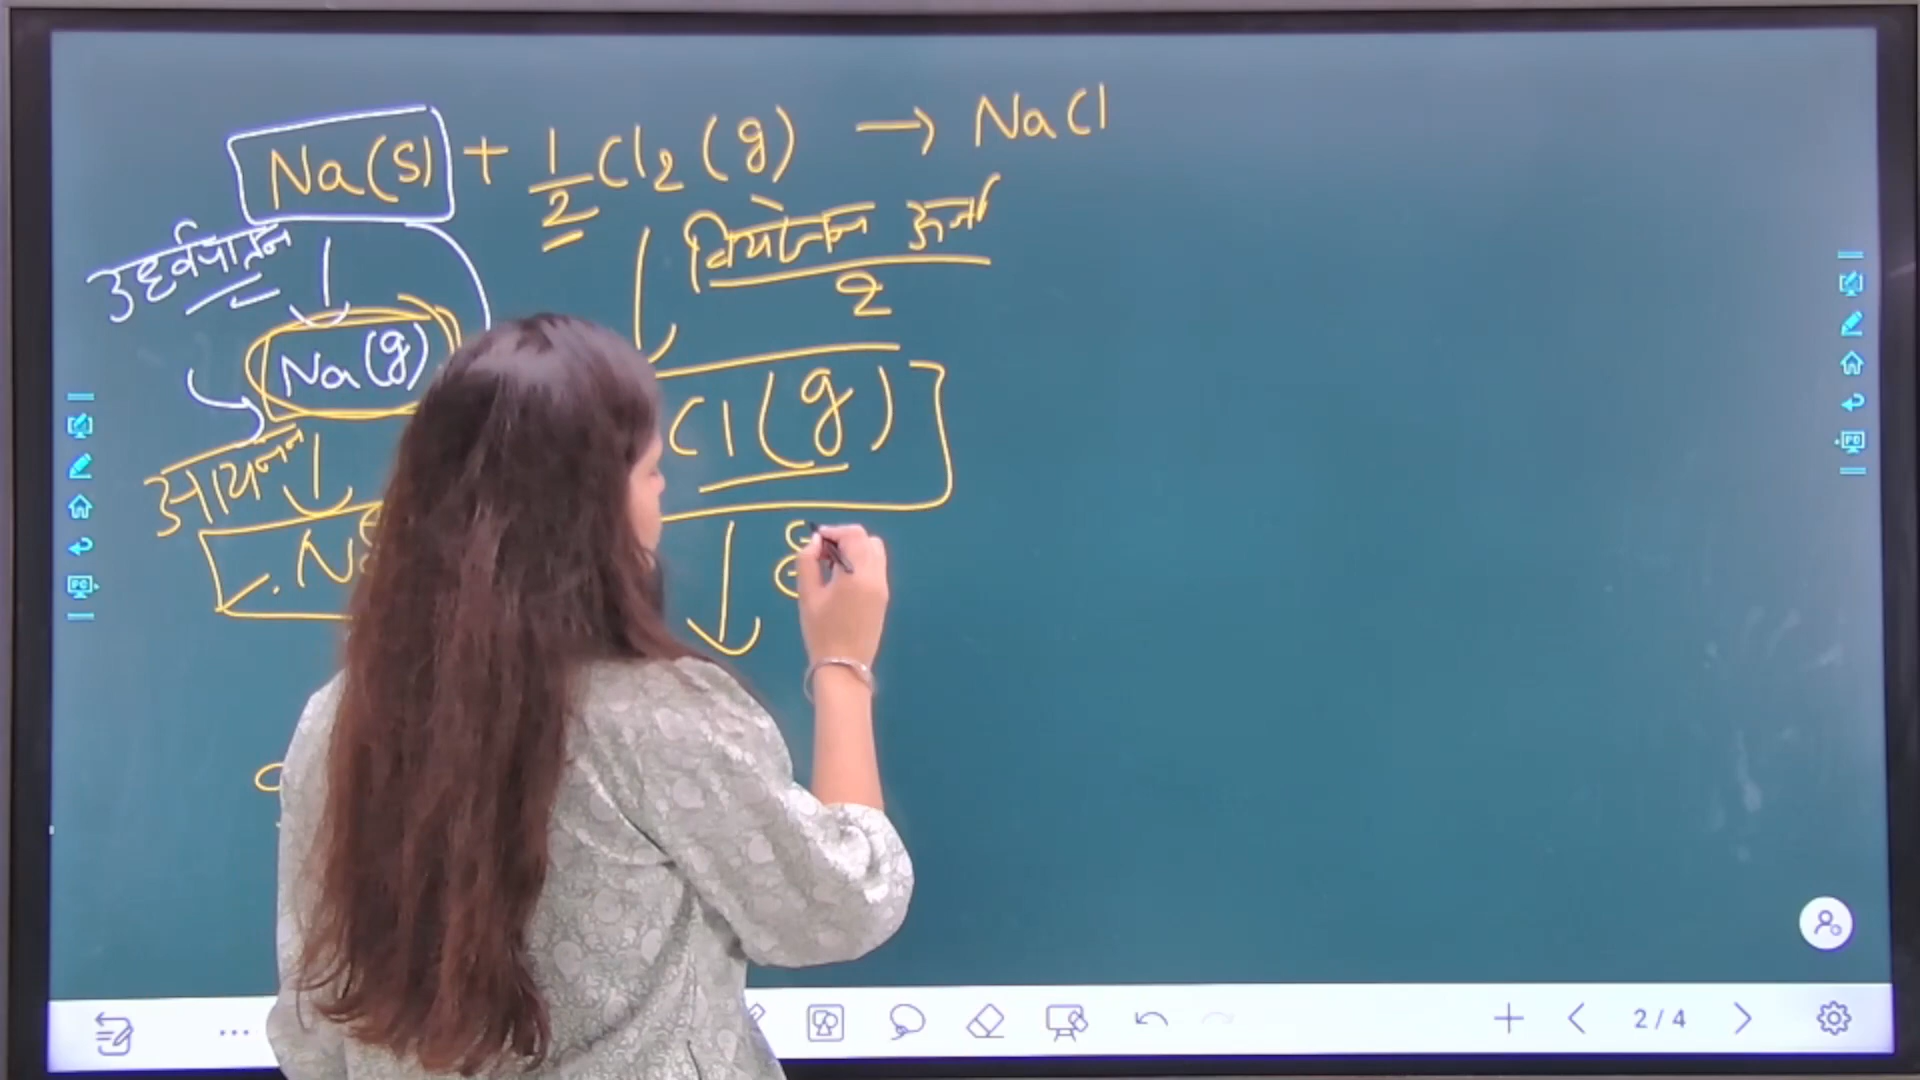 Na(s) + 1/2 Cl₂ (g) → NaCl
उर्ध्वपातन
वियोजन ऊर्जा
2
Na(g)
Cl(g)
आयनन
2 / 4